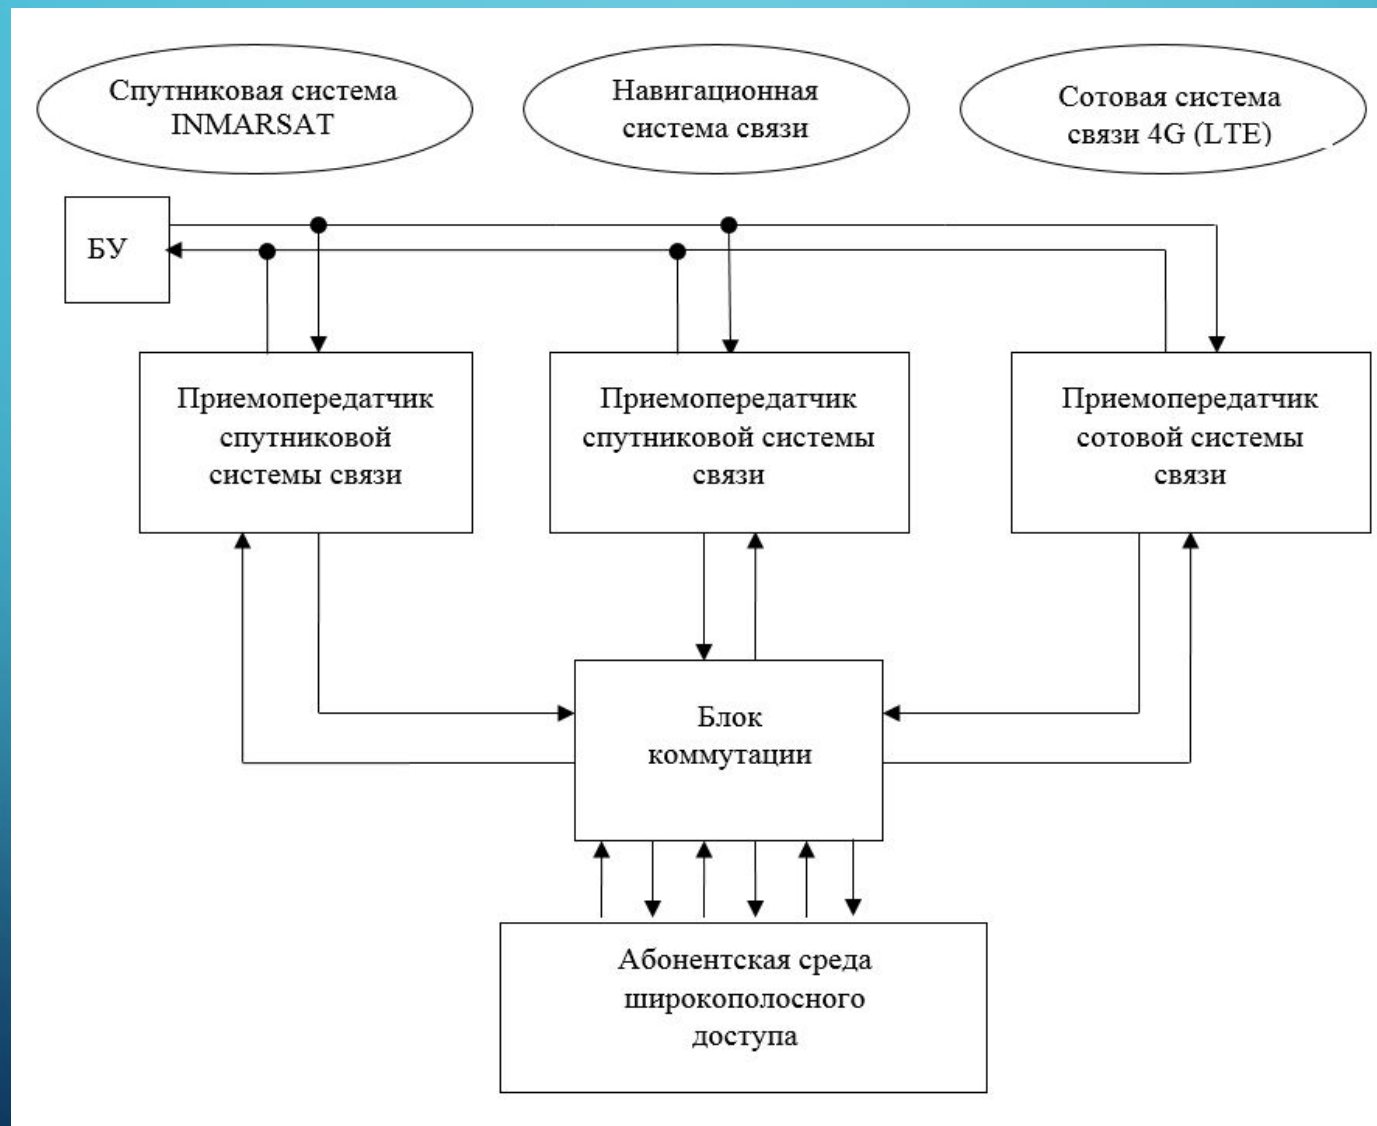 Спутниковая система
INMARSAT
Навигационная
система связи
Сотовая система
связи 4G (LTE)
БУ
Приемопередатчик
спутниковой
системы связи
Приемопередатчик
спутниковой системы
связи
Приемопередатчик
сотовой системы
связи
Блок
коммутации
Абонентская среда
широкополосного
доступа